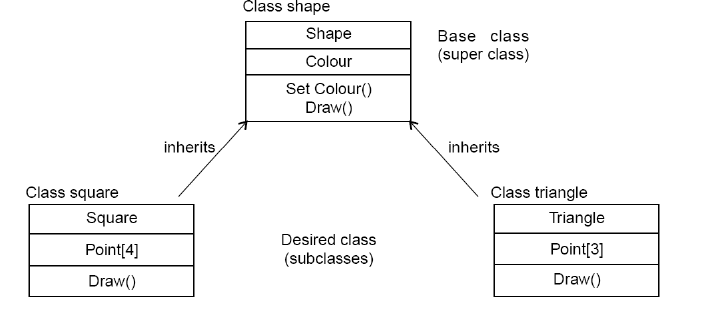 Class shape
Shape
Colour
Set Colour()
Draw()
Base class
(super class)
inherits
inherits
Class square
Square
Point[4]
Draw()
Desired class
(subclasses)
Class triangle
Triangle
Point[3]
Draw()